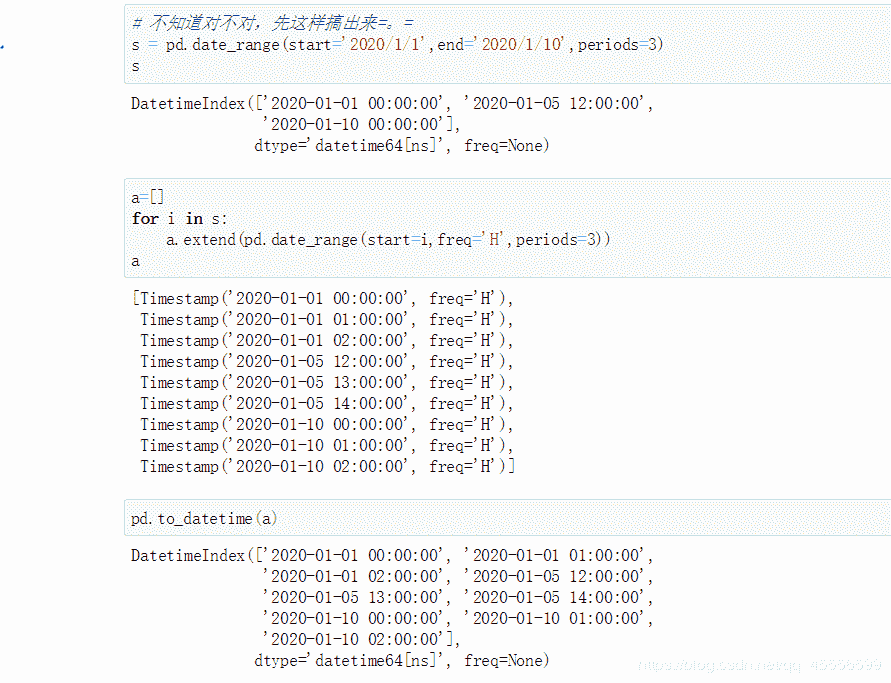 # 不知道对不对，先这样搞出来=。=
s = pd.date_range(start='2020/1/1',end='2020/1/10',periods=3)
s
DatetimeIndex(['2020-01-01 00:00:00', '2020-01-05 12:00:00',
'2020-01-10 00:00:00'],
dtype='datetime64[ns]', freq=None)
a=[]
for i in s:
a.extend(pd.date_range(start=i,freq='H',periods=3))
a
[Timestamp('2020-01-01 00:00:00', freq='H'),
Timestamp('2020-01-01 01:00:00', freq='H'),
Timestamp('2020-01-01 02:00:00', freq='H'),
Timestamp('2020-01-05 12:00:00', freq='H'),
Timestamp('2020-01-05 13:00:00', freq='H'),
Timestamp('2020-01-05 14:00:00', freq='H'),
Timestamp('2020-01-10 00:00:00', freq='H'),
Timestamp('2020-01-10 01:00:00', freq='H'),
Timestamp('2020-01-10 02:00:00', freq='H')]
pd.to_datetime(a)
DatetimeIndex(['2020-01-01 00:00:00', '2020-01-01 01:00:00',
'2020-01-01 02:00:00', '2020-01-05 12:00:00',
'2020-01-05 13:00:00', '2020-01-05 14:00:00',
'2020-01-10 00:00:00', '2020-01-10 01:00:00',
'2020-01-10 02:00:00'],
dtype='datetime64[ns]', freq=None)